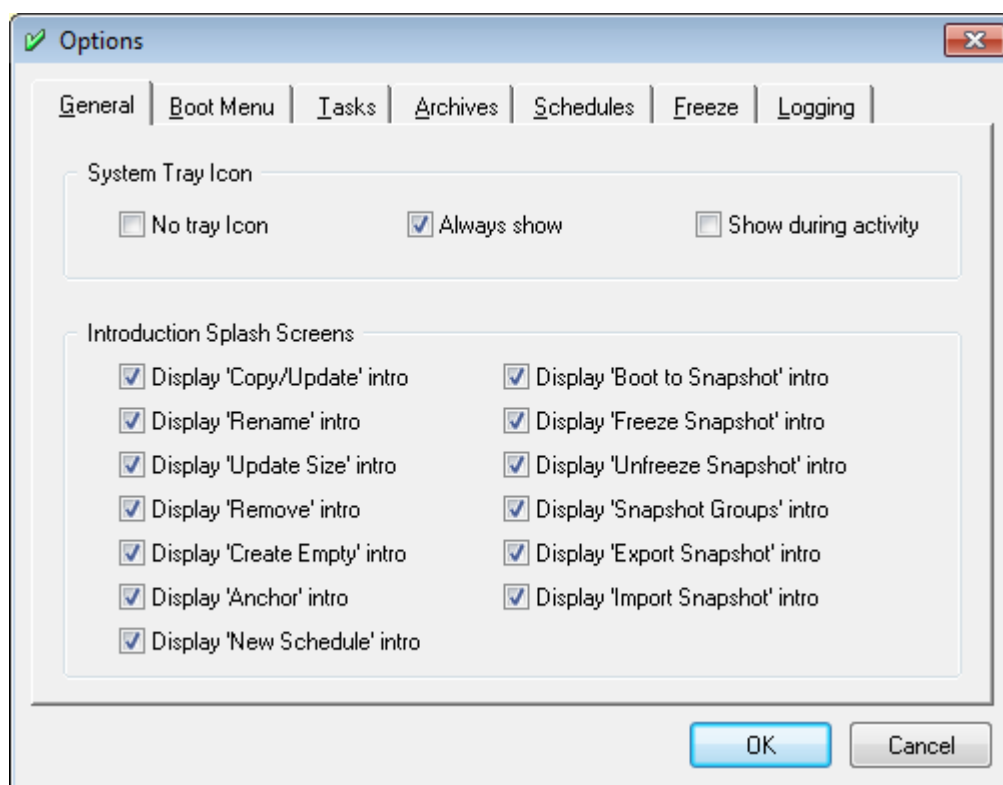 Options
General Boot Menu Tasks Archives Schedules Freeze Logging
System Tray Icon
No tray Icon Always show Show during activity
Introduction Splash Screens
Display 'Copy/Update' intro Display 'Boot to Snapshot' intro
Display 'Rename' intro Display 'Freeze Snapshot' intro
Display 'Update Size' intro Display 'Unfreeze Snapshot' intro
Display 'Remove' intro Display 'Snapshot Groups' intro
Display 'Create Empty' intro Display 'Export Snapshot' intro
Display 'Anchor' intro Display 'Import Snapshot' intro
Display 'New Schedule' intro
OK Cancel